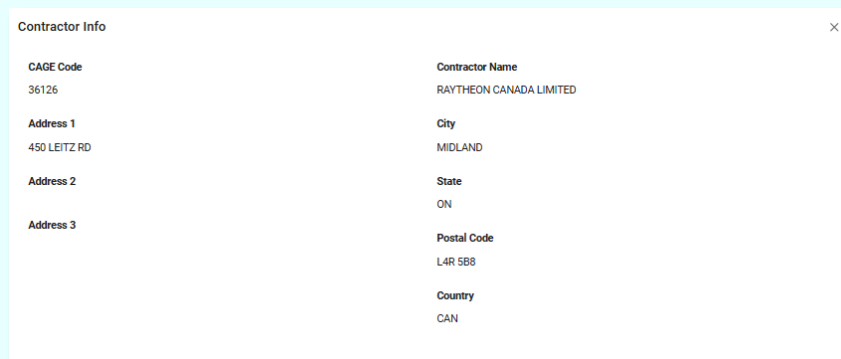 Contractor Info
CAGE Code
36126
Contractor Name
RAYTHEON CANADA LIMITED
Address 1
450 LEITZ RD
City
MIDLAND
Address 2
State
ON
Address 3
Postal Code
L4R 5B8
Country
CAN